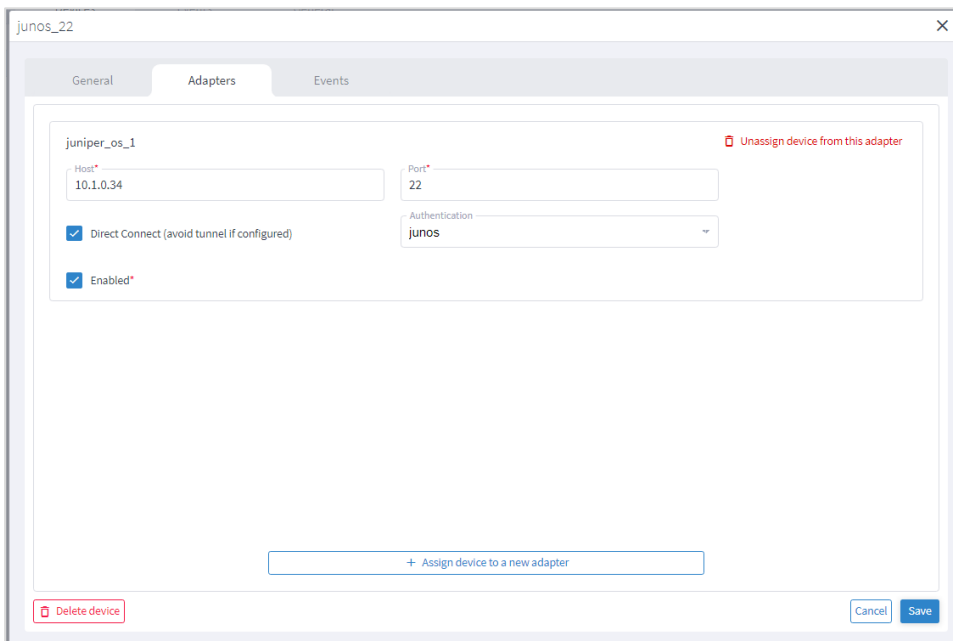 junos_22
General
Adapters
Events
juniper_os_1
Unassign device from this adapter
Host*
10.1.0.34
Port*
22
Direct Connect (avoid tunnel if configured)
Authentication
junos
Enabled*
+ Assign device to a new adapter
Delete device
Cancel
Save